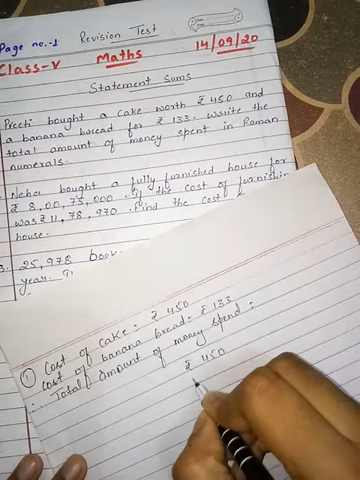 Page no.-1 Revision Test
Class-V Maths 14/09/20
Statement Sums
Preeti bought a cake worth ₹ 450 and
a banana bread for ₹ 133. Write the
total amount of money spent in Roman
numerals.
Neha bought a fully furnished house for
₹ 8,00,75,000. If the cost of furnishin
was ₹ 11,78,970. Find the cost
house.
3. 25,978
year.
① Cost of cake: ₹ 450
Cost of banana bread: ₹ 133
∴ Total amount of money spend:
₹ 450